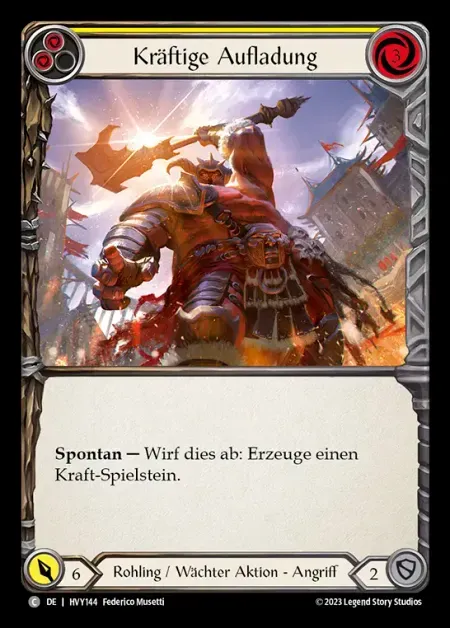 Kräftige Aufladung
3
Spontan — Wirf dies ab: Erzeuge einen
Kraft-Spielstein.
6
Rohling / Wächter Aktion - Angriff
2
C DE | HVY144 Federico Musetti
© 2023 Legend Story Studios